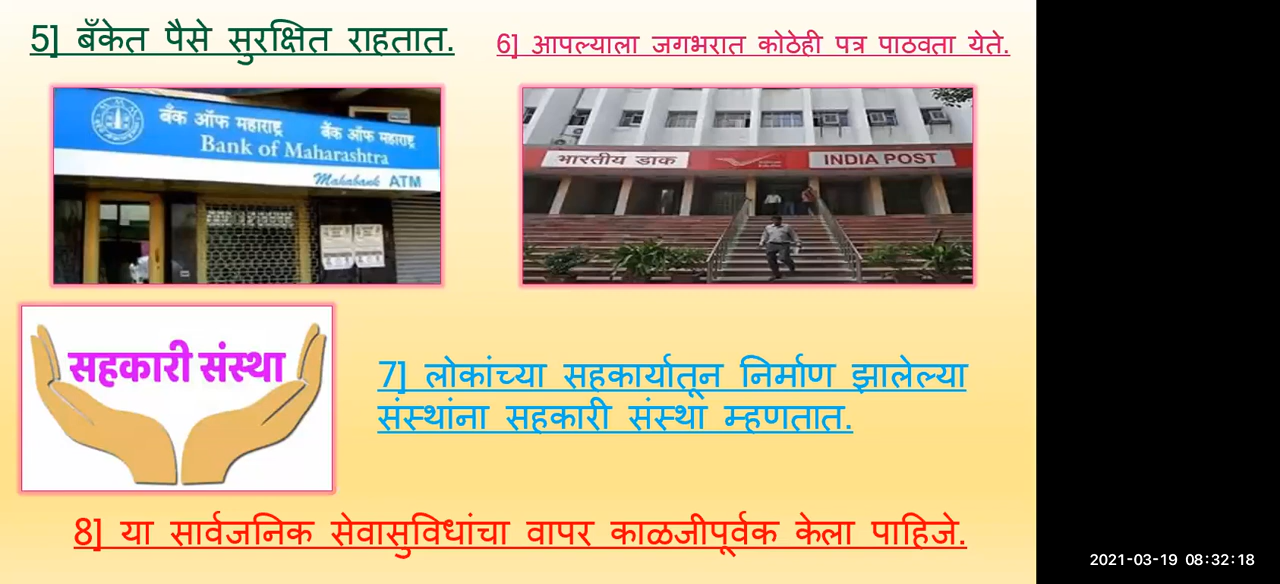 5] बँकेत पैसे सुरक्षित राहतात.
6] आपल्याला जगभरात कोठेही पत्र पाठवता येते.
बँक ऑफ महाराष्ट्र बँक ऑफ महाराष्ट्र
Bank of Maharashtra
Mahabank ATM
भारतीय डाक INDIA POST
सहकारी संस्था
7] लोकांच्या सहकार्यातून निर्माण झालेल्या
संस्थांना सहकारी संस्था म्हणतात.
8] या सार्वजनिक सेवासुविधांचा वापर काळजीपूर्वक केला पाहिजे.
2021-03-19 08:32:18